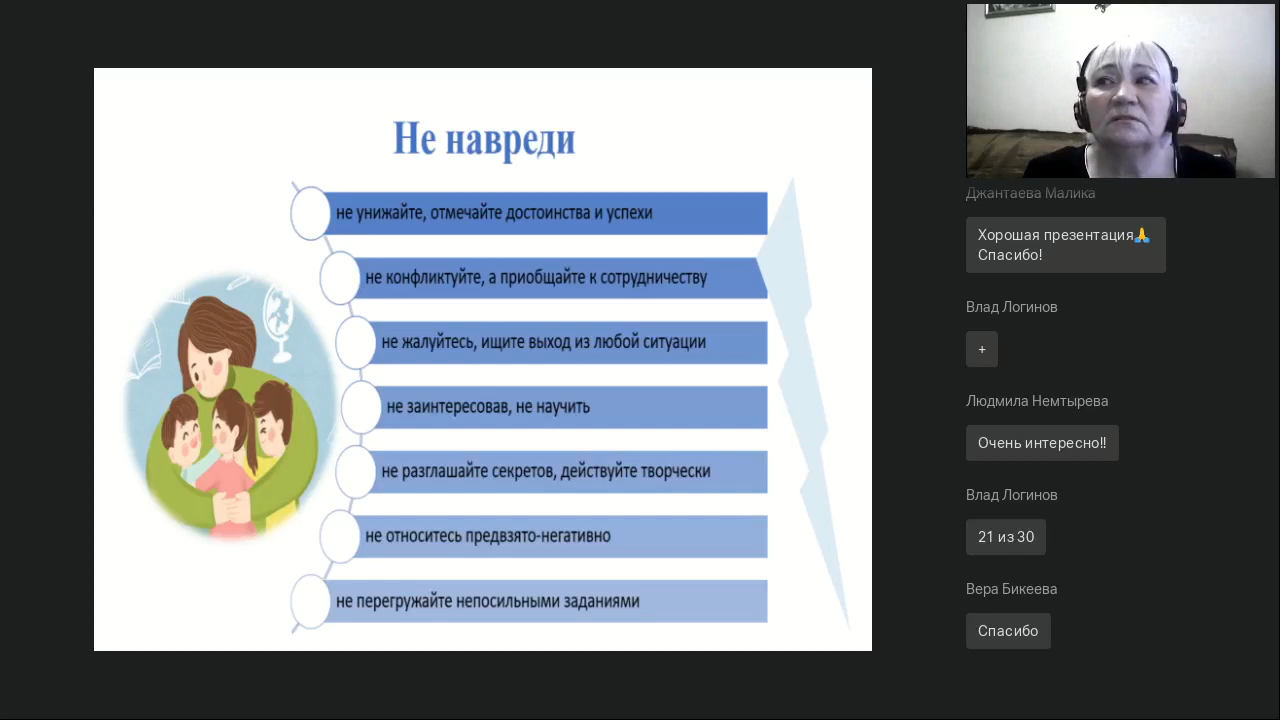 Не навреди
не унижайте, отмечайте достоинства и успехи
не конфликтуйте, а приобщайте к сотрудничеству
не жалуйтесь, ищите выход из любой ситуации
не заинтересовав, не научить
не разглашайте секретов, действуйте творчески
не относитесь предвзято-негативно
не перегружайте непосильными заданиями
Джантаева Малика
Хорошая презентация🙏
Спасибо!
Влад Логинов
+
Людмила Немтырева
Очень интересно!!
Влад Логинов
21 из 30
Вера Бикеева
Спасибо